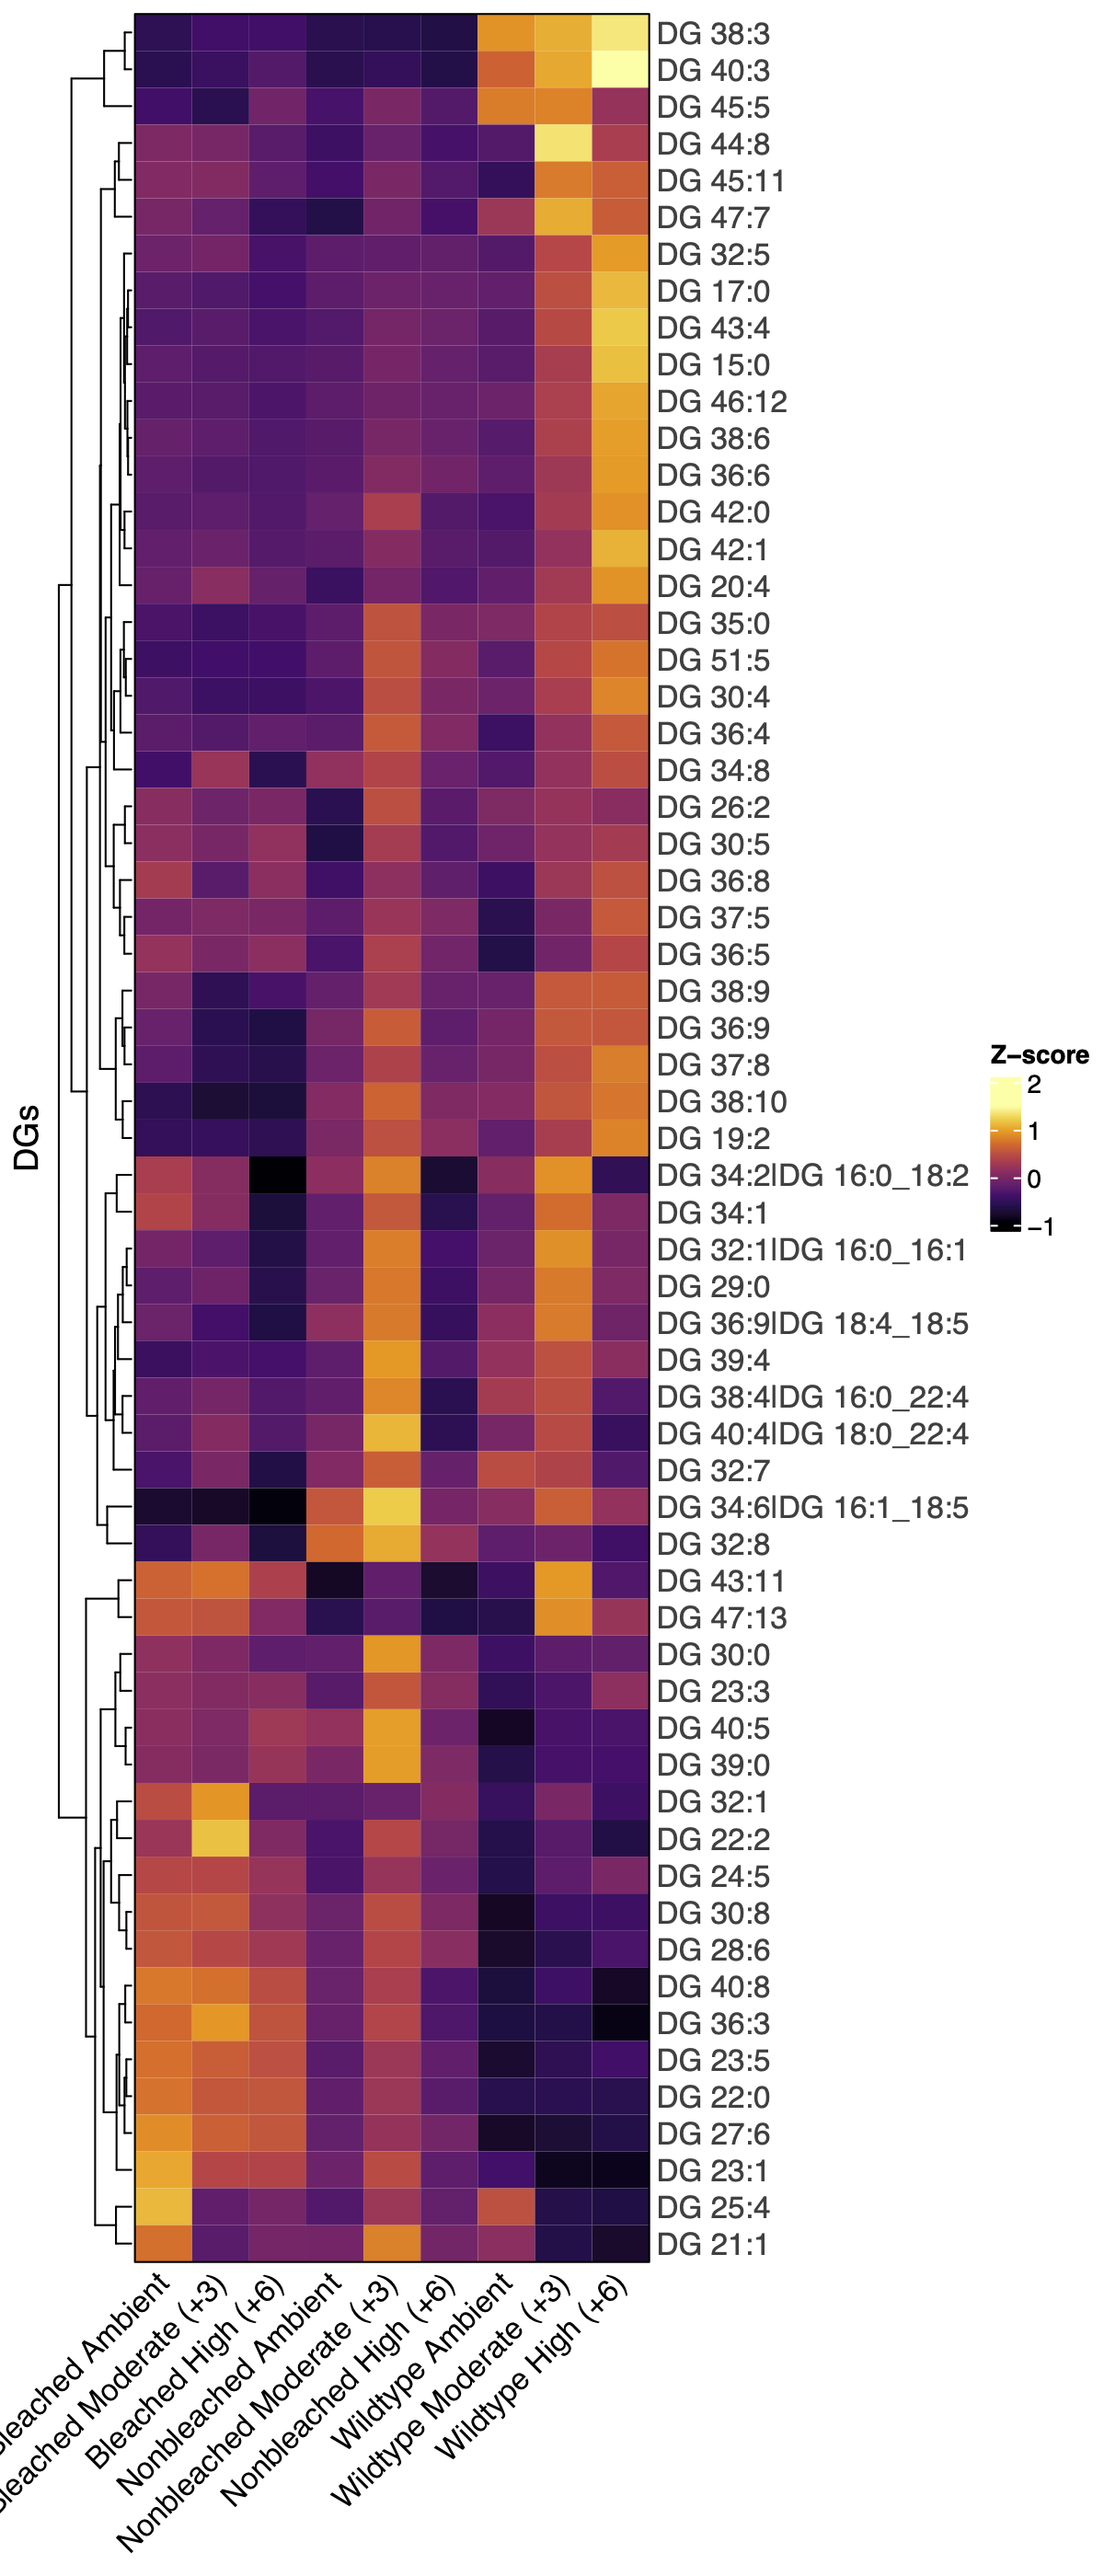 DG 38:3
DG 40:3
DG 45:5
DG 44:8
DG 45:11
DG 47:7
DG 32:5
DG 17:0
DG 43:4
DG 15:0
DG 46:12
DG 38:6
DG 36:6
DG 42:0
DG 42:1
DG 20:4
DG 35:0
DG 51:5
DG 30:4
DG 36:4
DG 34:8
DG 26:2
DG 30:5
DG 36:8
DG 37:5
DG 36:5
DG 38:9
DG 36:9
DG 37:8
DG 38:10
DG 19:2
DG 34:2|DG 16:0_18:2
DG 34:1
DG 32:1|DG 16:0_16:1
DG 29:0
DG 36:9|DG 18:4_18:5
DG 39:4
DG 38:4|DG 16:0_22:4
DG 40:4|DG 18:0_22:4
DG 32:7
DG 34:6|DG 16:1_18:5
DG 32:8
DG 43:11
DG 47:13
DG 30:0
DG 23:3
DG 40:5
DG 39:0
DG 32:1
DG 22:2
DG 24:5
DG 30:8
DG 28:6
DG 40:8
DG 36:3
DG 23:5
DG 22:0
DG 27:6
DG 23:1
DG 25:4
DG 21:1
DGs
Z−score
2
1
0
−1
Bleached Ambient
Bleached Moderate (+3)
Bleached High (+6)
Nonbleached Ambient
Nonbleached Moderate (+3)
Nonbleached High (+6)
Wildtype Ambient
Wildtype Moderate (+3)
Wildtype High (+6)